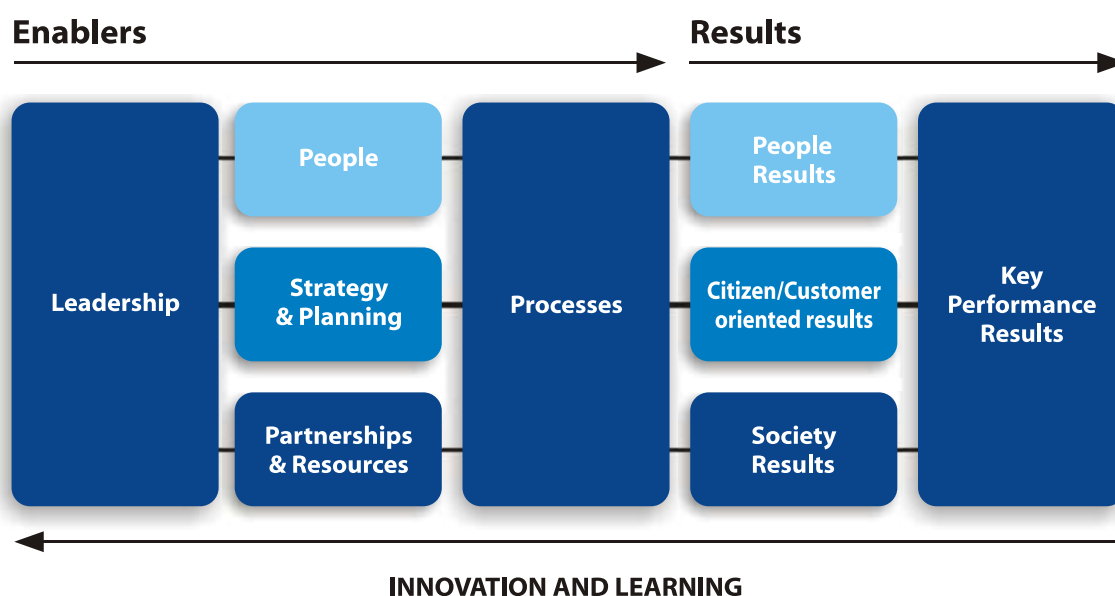 Enablers
Results
Leadership
People
Strategy
& Planning
Partnerships
& Resources
Processes
People
Results
Citizen/Customer
oriented results
Society
Results
Key
Performance
Results
INNOVATION AND LEARNING